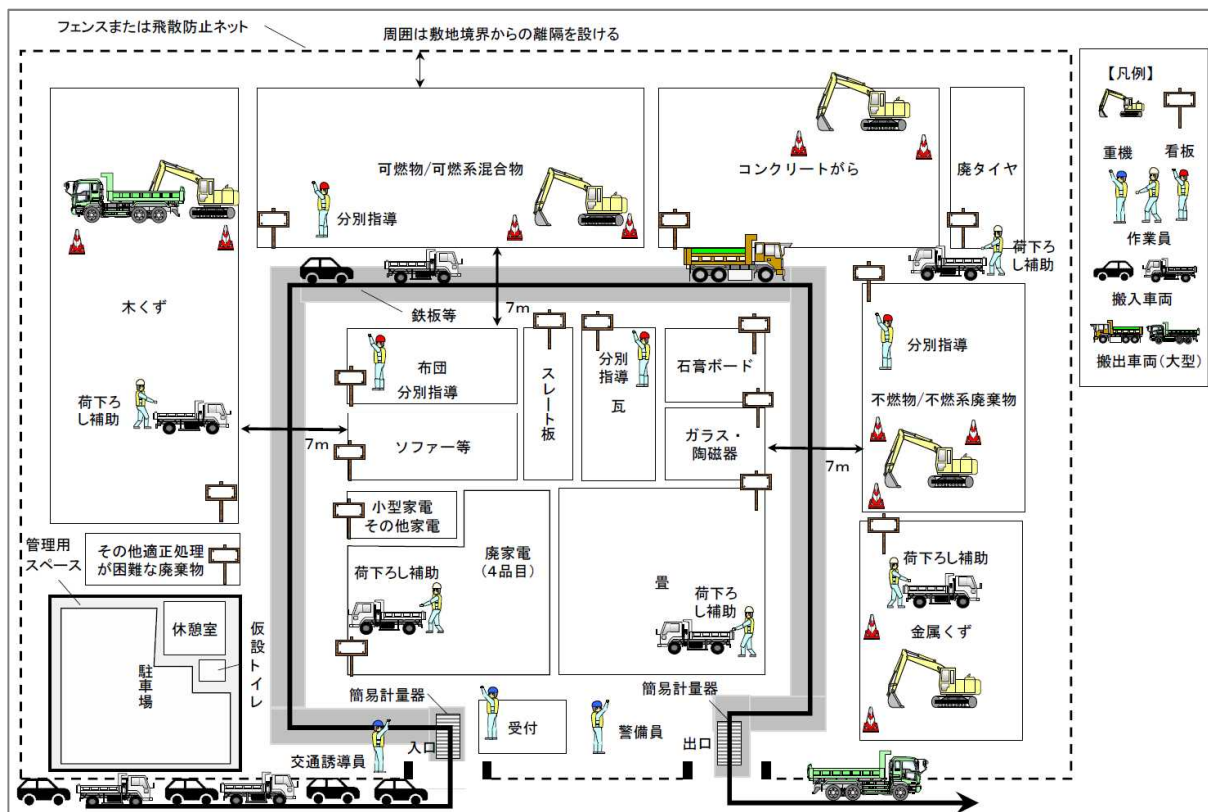 フェンスまたは飛散防止ネット
周囲は敷地境界からの離隔を設ける
【凡例】
重機
看板
作業員
搬入車両
搬出車両(大型)
可燃物/可燃系混合物
分別指導
コンクリートがら
廃タイヤ
荷下ろ
し補助
木くず
7m
鉄板等
布団
分別指導
スレート板
分別
指導
瓦
石膏ボード
分別指導
不燃物/不燃系廃棄物
荷下ろ
し補助
7m
ソファー等
ガラス・
陶磁器
7m
小型家電
その他家電
廃家電
(4品目)
荷下ろし補助
畳
荷下ろ
し補助
荷下ろし補助
金属くず
管理用
スペース
その他適正処理
が困難な廃棄物
休憩室
仮設トイレ
駐車場
簡易計量器
簡易計量器
入口
受付
警備員
出口
交通誘導員